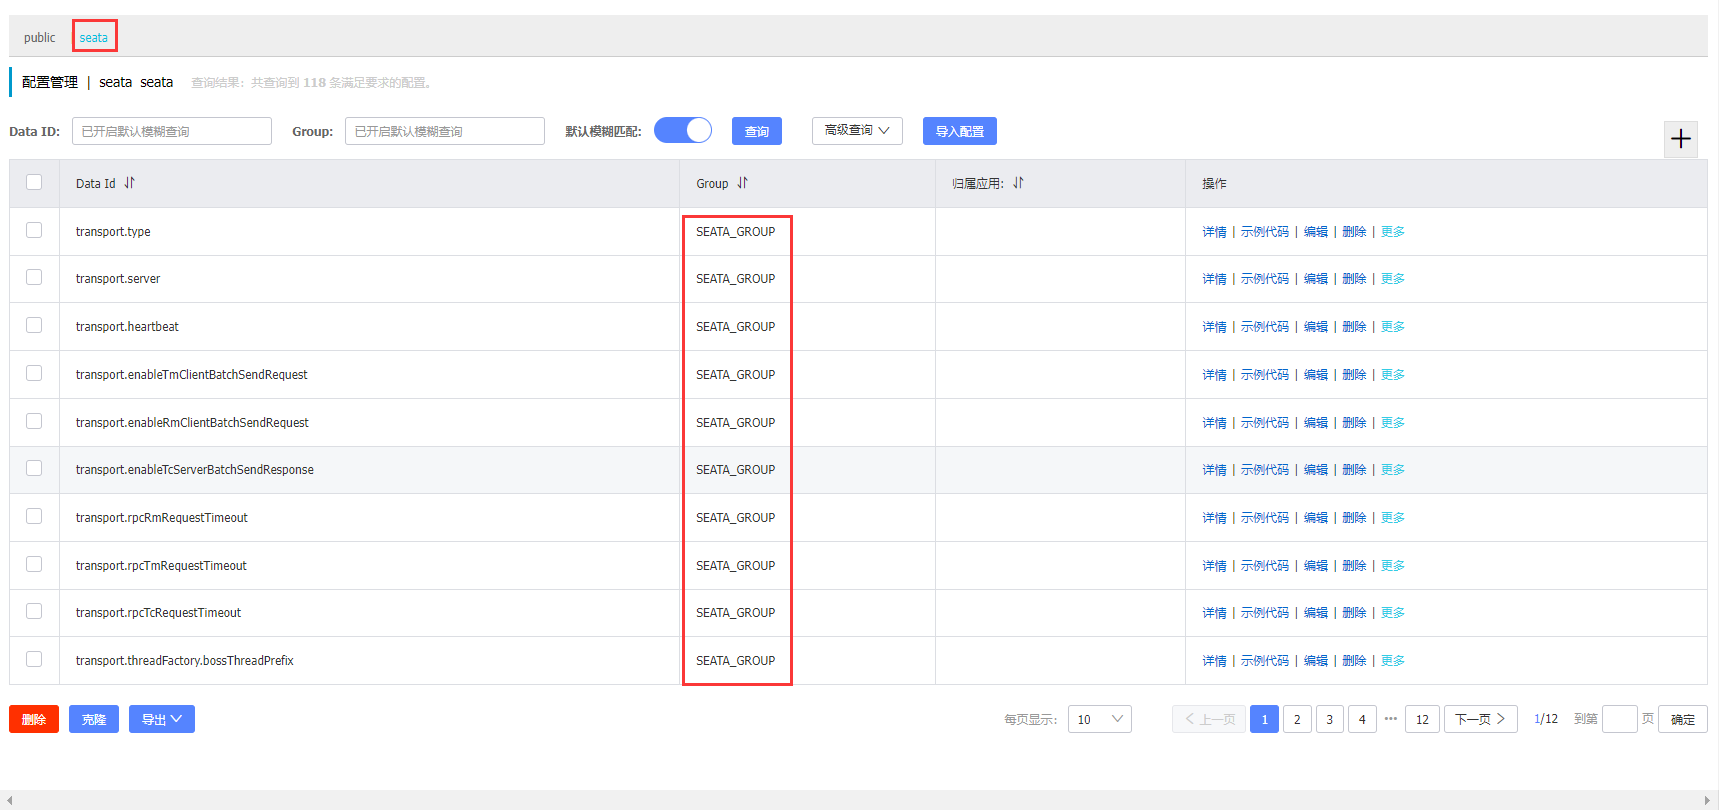 public seata
配置管理 | seata seata 查询结果：共查询到 118 条满足要求的配置。
Data ID: 已开启默认模糊查询 Group: 已开启默认模糊查询 默认模糊匹配: 查询 高级查询 导入配置
Data Id Group 归属应用: 操作
transport.type SEATA_GROUP 详情 | 示例代码 | 编辑 | 删除 | 更多
transport.server SEATA_GROUP 详情 | 示例代码 | 编辑 | 删除 | 更多
transport.heartbeat SEATA_GROUP 详情 | 示例代码 | 编辑 | 删除 | 更多
transport.enableTmClientBatchSendRequest SEATA_GROUP 详情 | 示例代码 | 编辑 | 删除 | 更多
transport.enableRmClientBatchSendRequest SEATA_GROUP 详情 | 示例代码 | 编辑 | 删除 | 更多
transport.enableTcServerBatchSendResponse SEATA_GROUP 详情 | 示例代码 | 编辑 | 删除 | 更多
transport.rpcRmRequestTimeout SEATA_GROUP 详情 | 示例代码 | 编辑 | 删除 | 更多
transport.rpcTmRequestTimeout SEATA_GROUP 详情 | 示例代码 | 编辑 | 删除 | 更多
transport.rpcTcRequestTimeout SEATA_GROUP 详情 | 示例代码 | 编辑 | 删除 | 更多
transport.threadFactory.bossThreadPrefix SEATA_GROUP 详情 | 示例代码 | 编辑 | 删除 | 更多
删除 克隆 导出 每页显示: 10 上一页 1 2 3 4 ••• 12 下一页 1/12 到第 页 确定